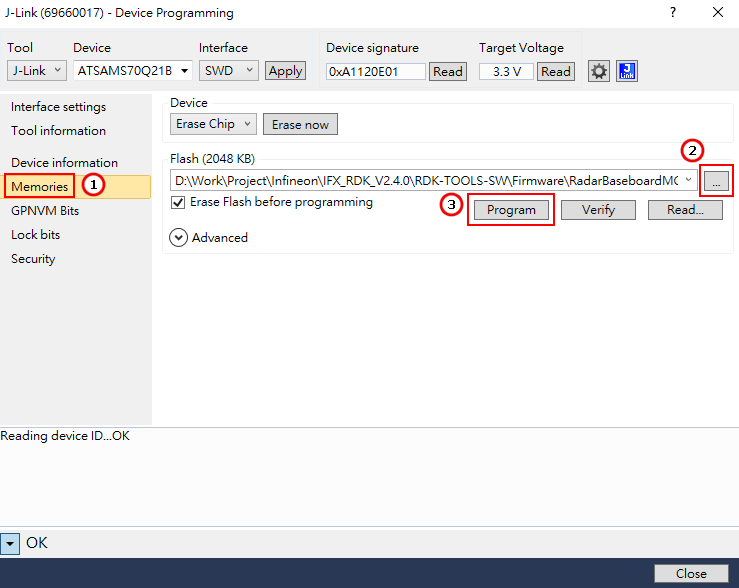 J-Link (69660017) - Device Programming
? ×
Tool Device Interface Device signature Target Voltage
J-Link ATSAMS70Q21B SWD Apply 0xA1120E01 Read 3.3 V Read
Interface settings
Tool information
Device information
Memories ①
GPNVM Bits
Lock bits
Security
Device
Erase Chip Erase now
Flash (2048 KB)
②
D:\Work\Project\Infineon\IFX_RDK_V2.4.0\RDK-TOOLS-SW\Firmware\RadarBaseboardMC ...
Erase Flash before programming
③ Program Verify Read...
Advanced
Reading device ID...OK
OK
Close